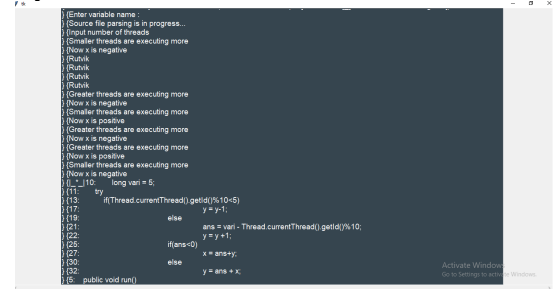 } {Enter variable name :
} {Source file parsing is in progress...
} {Input number of threads
} {Smaller threads are executing more
} {Now x is negative
} {Rutvik
} {Rutvik
} {Rutvik
} {Rutvik
} {Greater threads are executing more
} {Now x is negative
} {Smaller threads are executing more
} {Now x is positive
} {Greater threads are executing more
} {Now x is negative
} {Greater threads are executing more
} {Now x is positive
} {Smaller threads are executing more
} {Now x is negative
} {|_*_|10: long vari = 5;
} {11: try
} {13: if(Thread.currentThread().getId()%10<5)
} {17: y = y-1;
} {19: else
} {21: ans = vari - Thread.currentThread().getId()%10;
} {22: y = y +1;
} {25: if(ans<0)
} {27: x = ans+y;
} {30: else
} {32: y = ans + x;
} {5: public void run()
Activate Windows
Go to Settings to activate Windows.